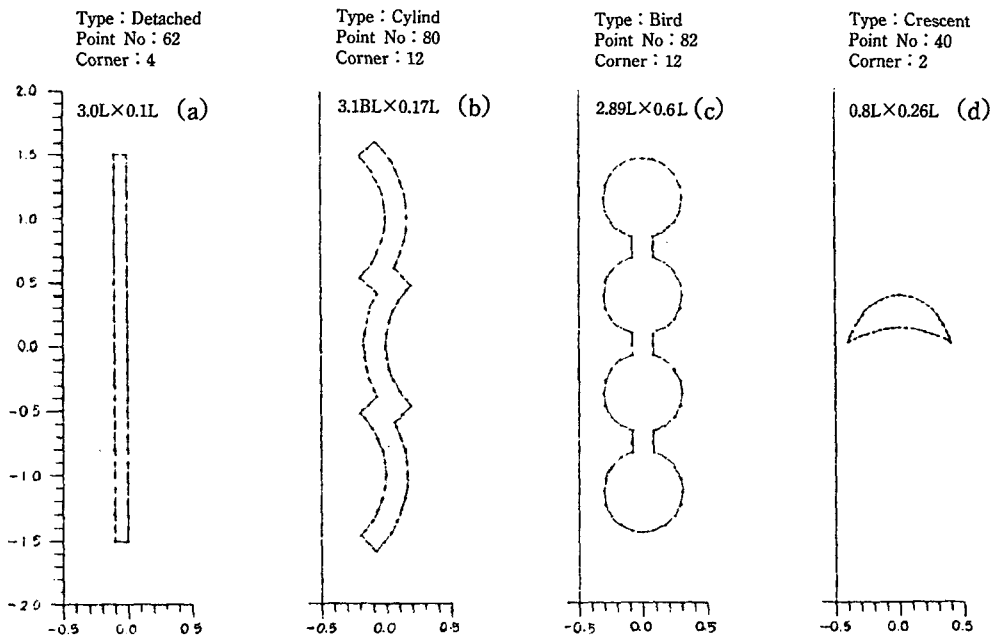 Type : Detached
Point No : 62
Corner : 4
Type : Cylind
Point No : 80
Corner : 12
Type : Bird
Point No : 82
Corner : 12
Type : Crescent
Point No : 40
Corner : 2
3.0L×0.1L (a)
3.1BL×0.17L (b)
2.89L×0.6L (c)
0.8L×0.26L (d)
2.0
1.5
1.0
0.5
0.0
-0.5
-1.0
-1.5
-2.0
-0.5 0.0 0.5
-0.5 0.0 0.5
-0.5 0.0 0.5
-0.5 0.0 0.5